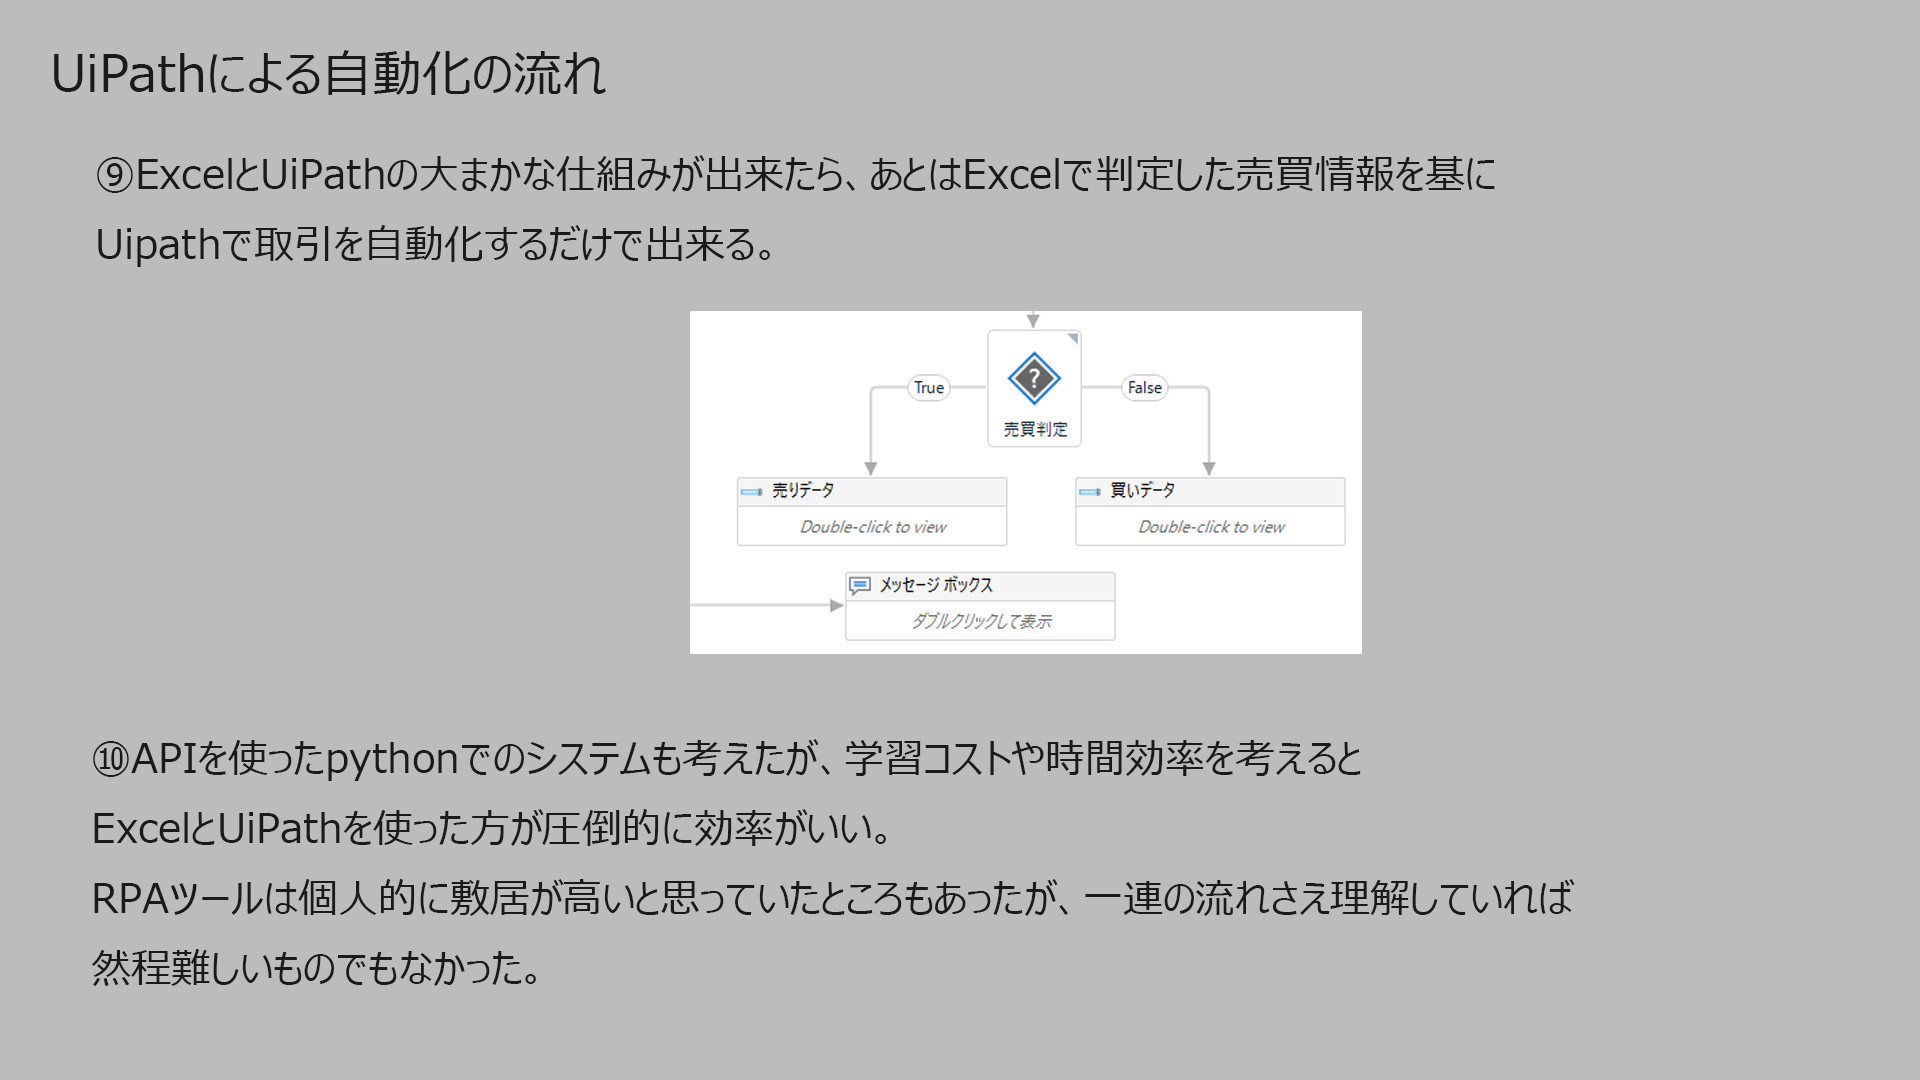 UiPathによる自動化の流れ
⑨ExcelとUiPathの大まかな仕組みが出来たら、あとはExcelで判定した売買情報を基に
Uipathで取引を自動化するだけで出来る。
True
False
売買判定
売りデータ
買いデータ
Double-click to view
Double-click to view
メッセージ ボックス
ダブルクリックして表示
⑩APIを使ったpythonでのシステムも考えたが、学習コストや時間効率を考えると
ExcelとUiPathを使った方が圧倒的に効率がいい。
RPAツールは個人的に敷居が高いと思っていたところもあったが、一連の流れさえ理解していれば
然程難しいものでもなかった。